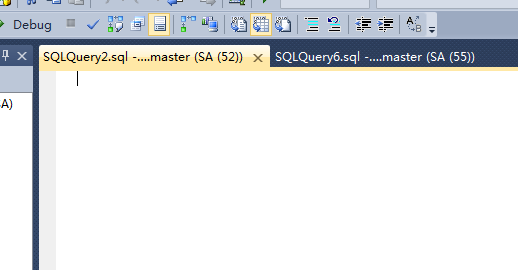 Debug
SQLQuery2.sql -....master (SA (52))
SQLQuery6.sql -....master (SA (55))